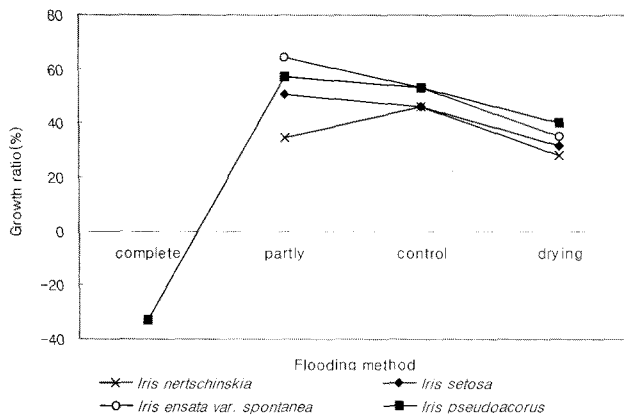 80
60
40
20
0
-20
-40
Growth ratio(%)
complete partly control drying
Flooding method
Iris nertschinskia Iris setosa
Iris ensata var. spontanea Iris pseudoacorus